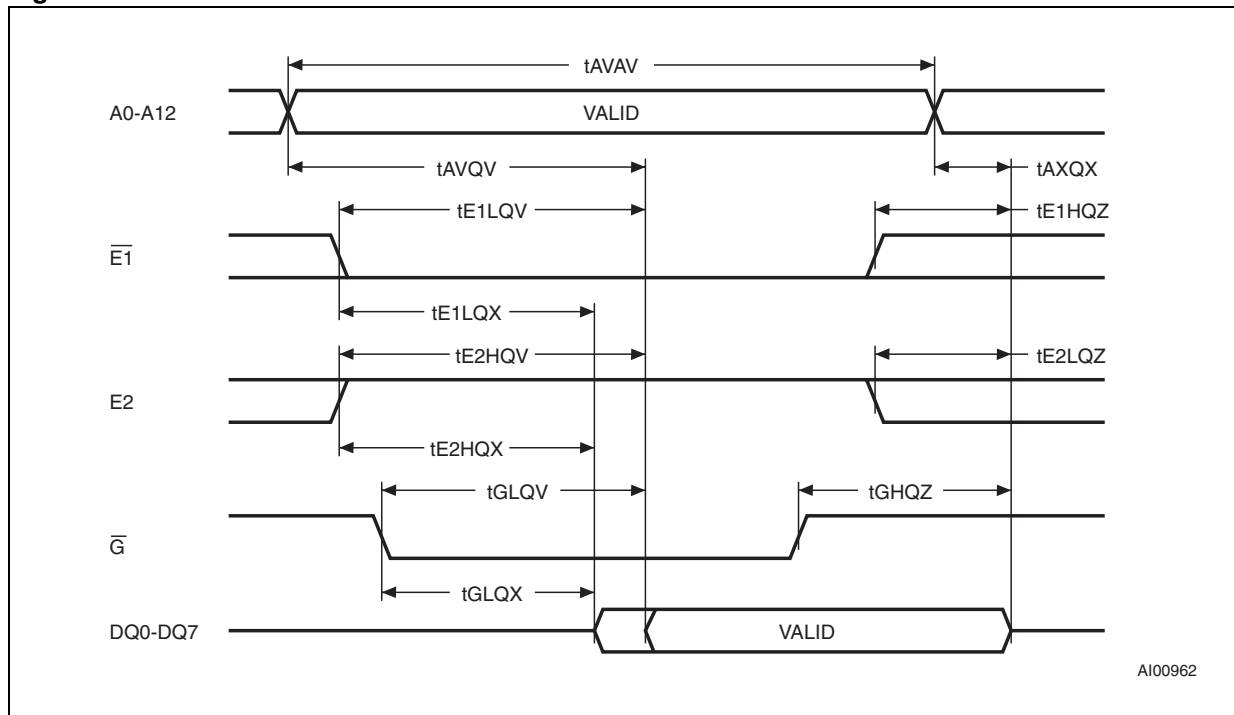 tAVAV
A0-A12
VALID
tAVQV
tAXQX
tE1LQV
tE1HQZ
E1
tE1LQX
tE2HQV
tE2LQZ
E2
tE2HQX
tGLQV
tGHQZ
G
tGLQX
DQ0-DQ7
VALID
AI00962